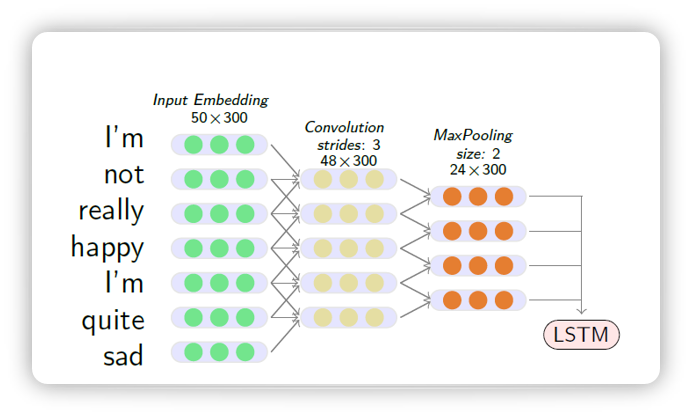 Input Embedding
50 × 300
Convolution
strides: 3
48 × 300
MaxPooling
size: 2
24 × 300
I'm
not
really
happy
I'm
quite
sad
LSTM